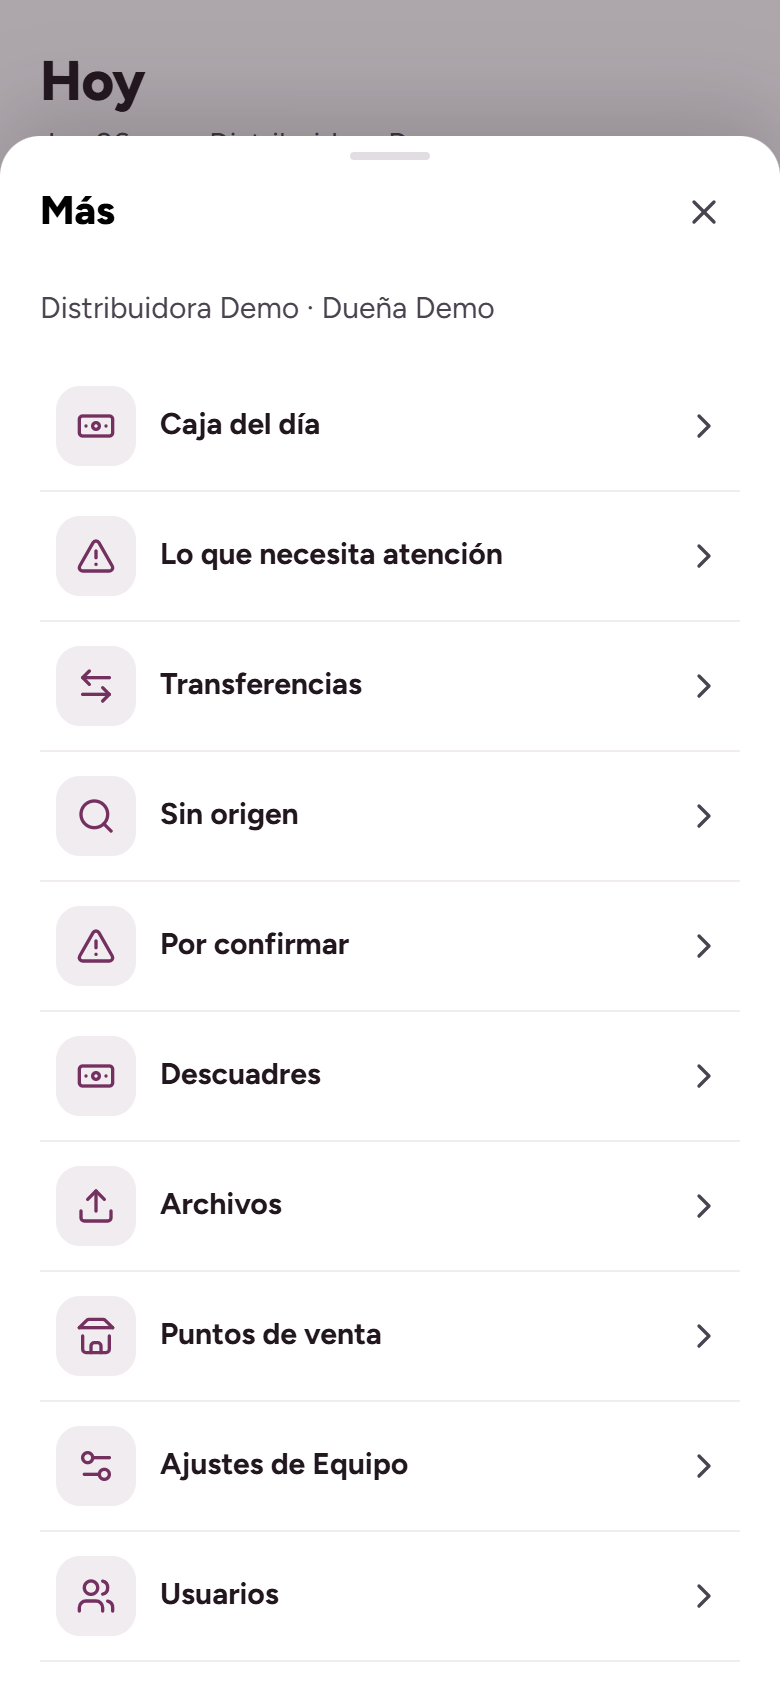 Hoy
Más
Distribuidora Demo · Dueña Demo
Caja del día
Lo que necesita atención
Transferencias
Sin origen
Por confirmar
Descuadres
Archivos
Puntos de venta
Ajustes de Equipo
Usuarios